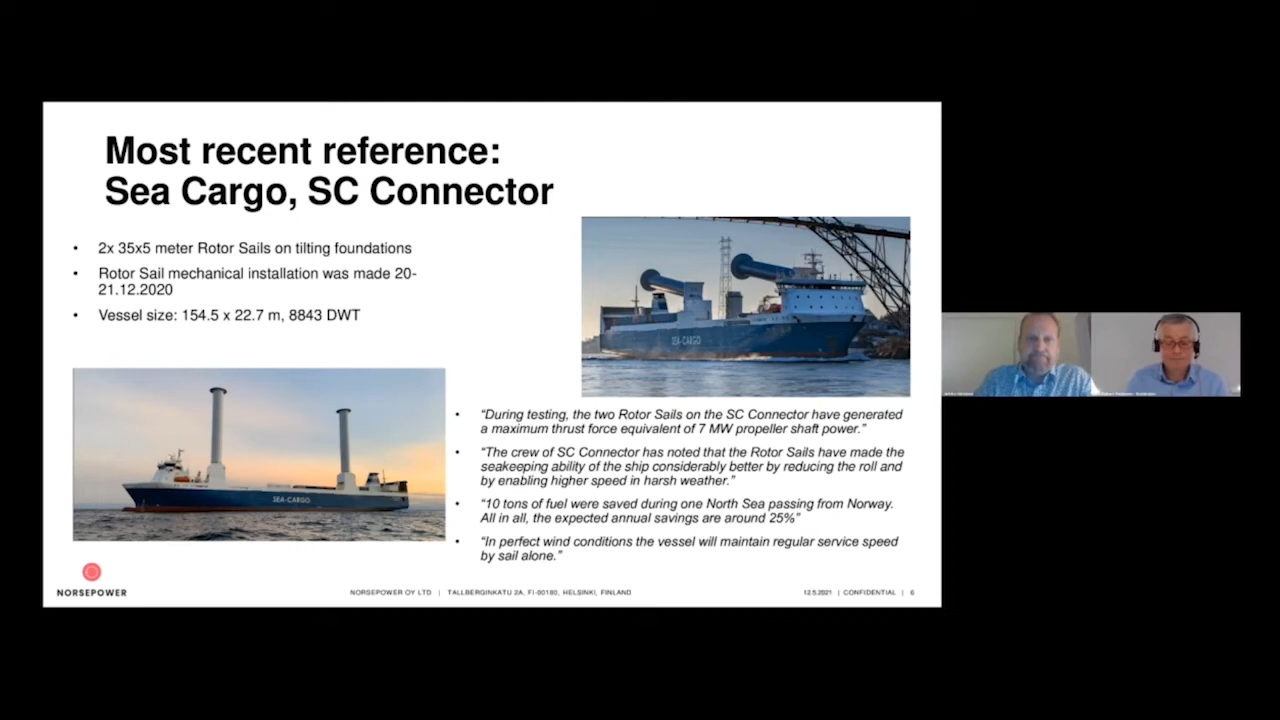 Most recent reference:
Sea Cargo, SC Connector
• 2x 35x5 meter Rotor Sails on tilting foundations
• Rotor Sail mechanical installation was made 20-
21.12.2020
• Vessel size: 154.5 x 22.7 m, 8843 DWT
SEA-CARGO
SEA-CARGO
• “During testing, the two Rotor Sails on the SC Connector have generated
a maximum thrust force equivalent of 7 MW propeller shaft power.”
• “The crew of SC Connector has noted that the Rotor Sails have made the
seakeeping ability of the ship considerably better by reducing the roll and
by enabling higher speed in harsh weather.”
• “10 tons of fuel were saved during one North Sea passing from Norway.
All in all, the expected annual savings are around 25%”
• “In perfect wind conditions the vessel will maintain regular service speed
by sail alone.”
NORSEPOWER
NORSEPOWER OY LTD | TALLBERGINKATU 2A, FI-00180, HELSINKI, FINLAND
12.5.2021 | CONFIDENTIAL | 6